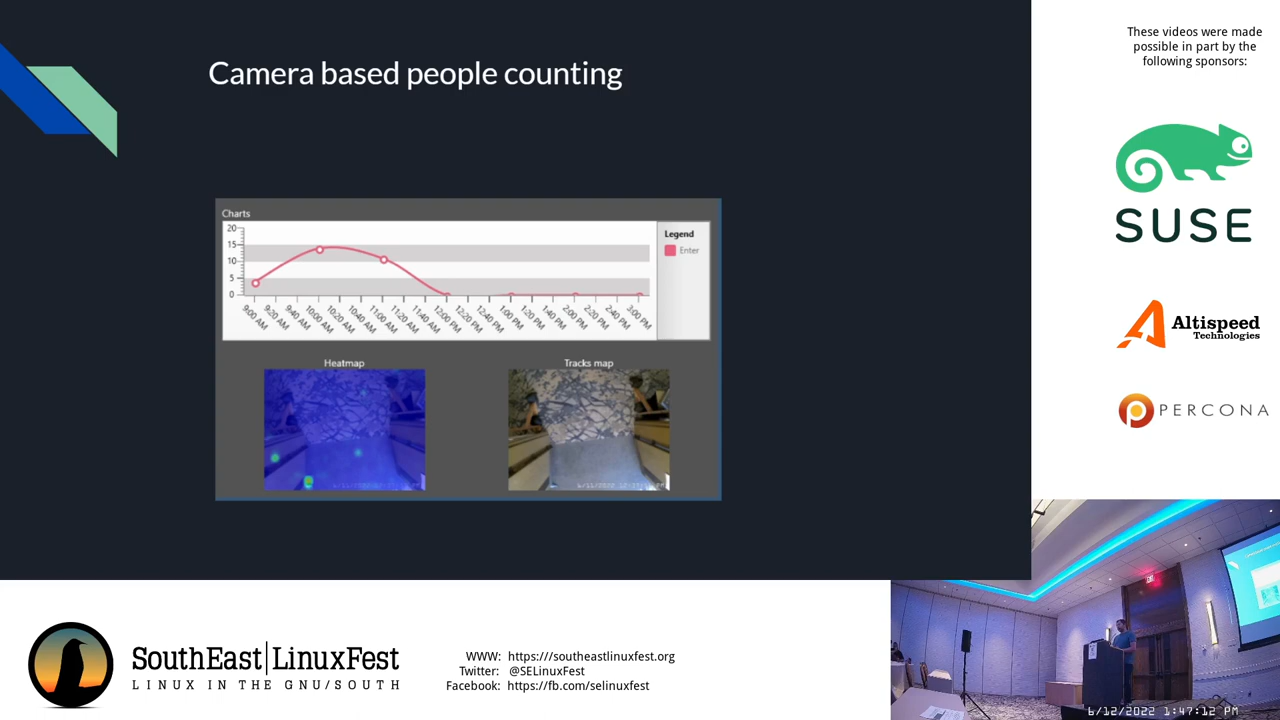 Camera based people counting
Charts
20
15
10
5
0
9:00 AM
9:20 AM
9:40 AM
10:00 AM
10:20 AM
10:40 AM
11:00 AM
11:20 AM
11:40 AM
12:00 PM
12:20 PM
12:40 PM
1:00 PM
1:20 PM
1:40 PM
2:00 PM
2:20 PM
2:40 PM
3:00 PM
Legend
Enter
Heatmap
Tracks map
These videos were made
possible in part by the
following sponsors:
SUSE
Altispeed
Technologies
PERCONA
SouthEast|LinuxFest
LINUX IN THE GNU/SOUTH
WWW: https:///southeastlinuxfest.org
Twitter: @SELinuxFest
Facebook: https://fb.com/selinuxfest
6/12/2022 1:47:12 PM